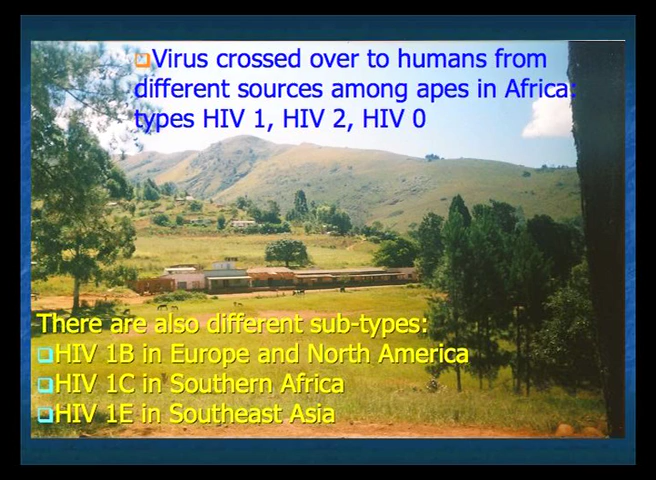 Virus crossed over to humans from
different sources among apes in Africa:
types HIV 1, HIV 2, HIV 0
There are also different sub-types:
HIV 1B in Europe and North America
HIV 1C in Southern Africa
HIV 1E in Southeast Asia